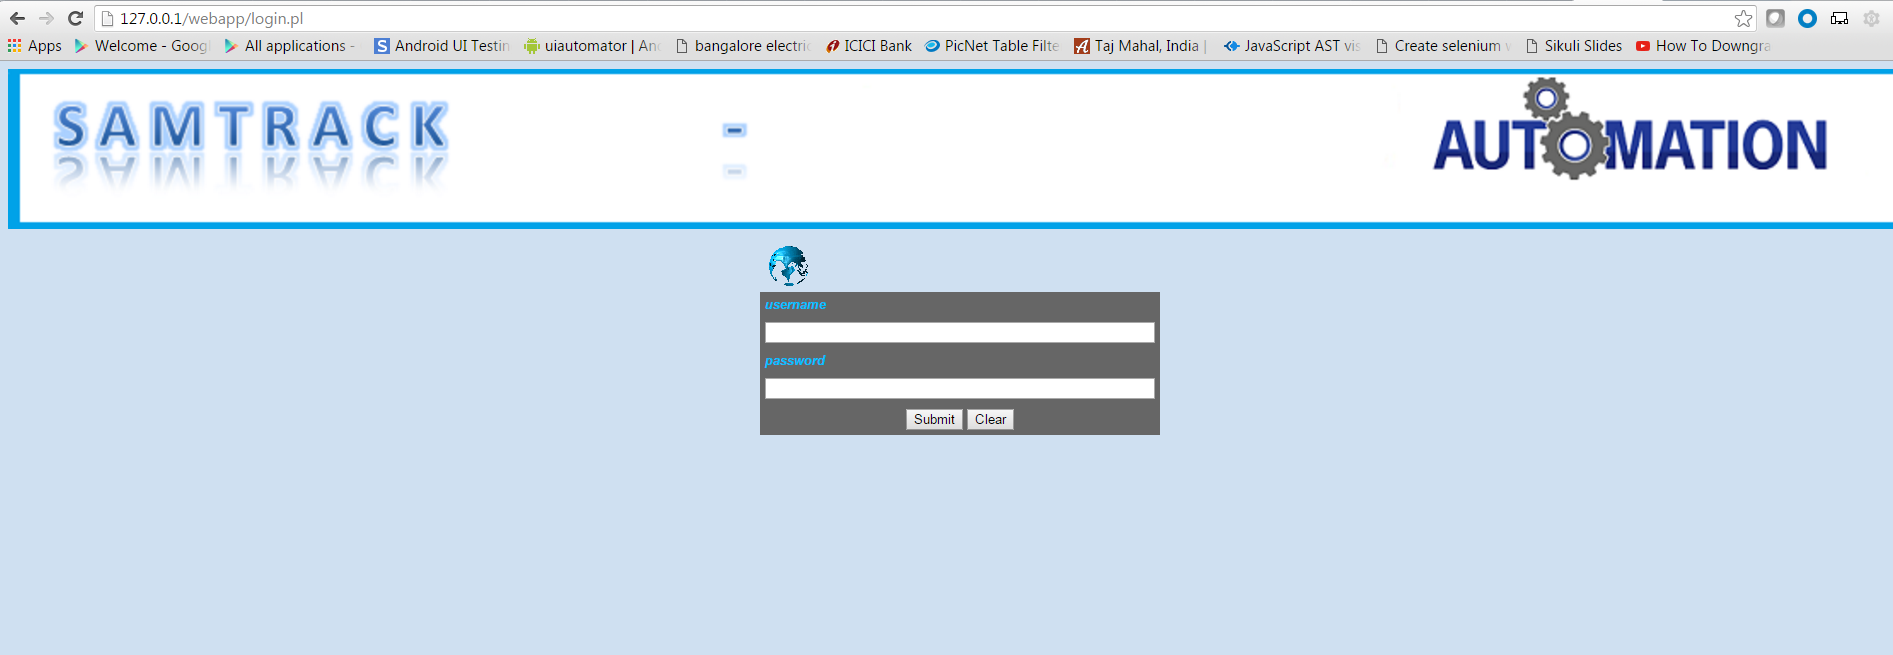 127.0.0.1/webapp/login.pl
Apps Welcome - Goog All applications - Android UI Testin uiautomator | An bangalore electric ICICI Bank PicNet Table Filte Taj Mahal, India | JavaScript AST vis Create selenium Sikuli Slides How To Downgra
SAMTRACK - AUTOMATION
username
password
Submit Clear